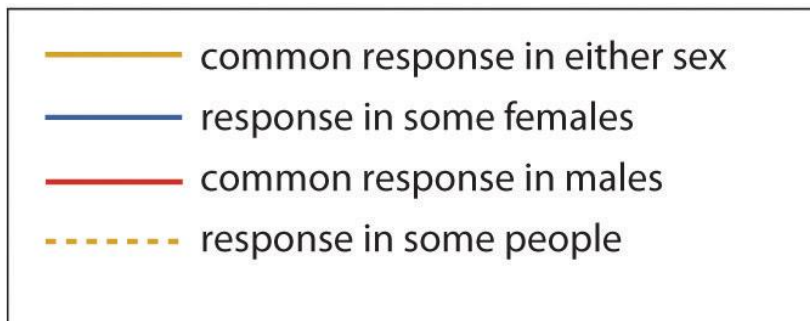 common response in either sex
response in some females
common response in males
response in some people